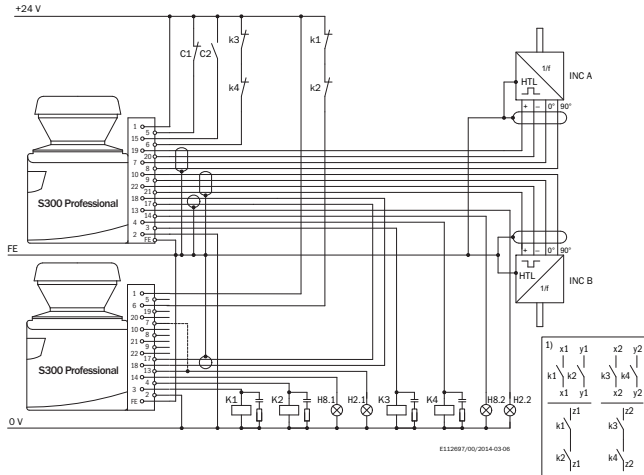 +24 V
C1 C2 k3 k1
k4 k2
1/f
HTL
INC A
+ – 0° 90°
S300 Professional
1
5
15
6
19
20
7
8
10
9
22
21
18
17
13
14
4
3
2
FE
FE
+ – 0° 90°
HTL
1/f
INC B
S300 Professional
1
5
6
19
20
7
10
8
21
9
22
17
18
13
14
4
3
2
FE
K1 K2 H8.1 H2.1 K3 K4 H8.2 H2.2
0 V
E112697/00/2014-03-06
1)
x1 y1 x2 y2
k1 k2 k3 k4
x1 y1 x2 y2
z1 z2
k1 k3
k2 k4
z1 z2